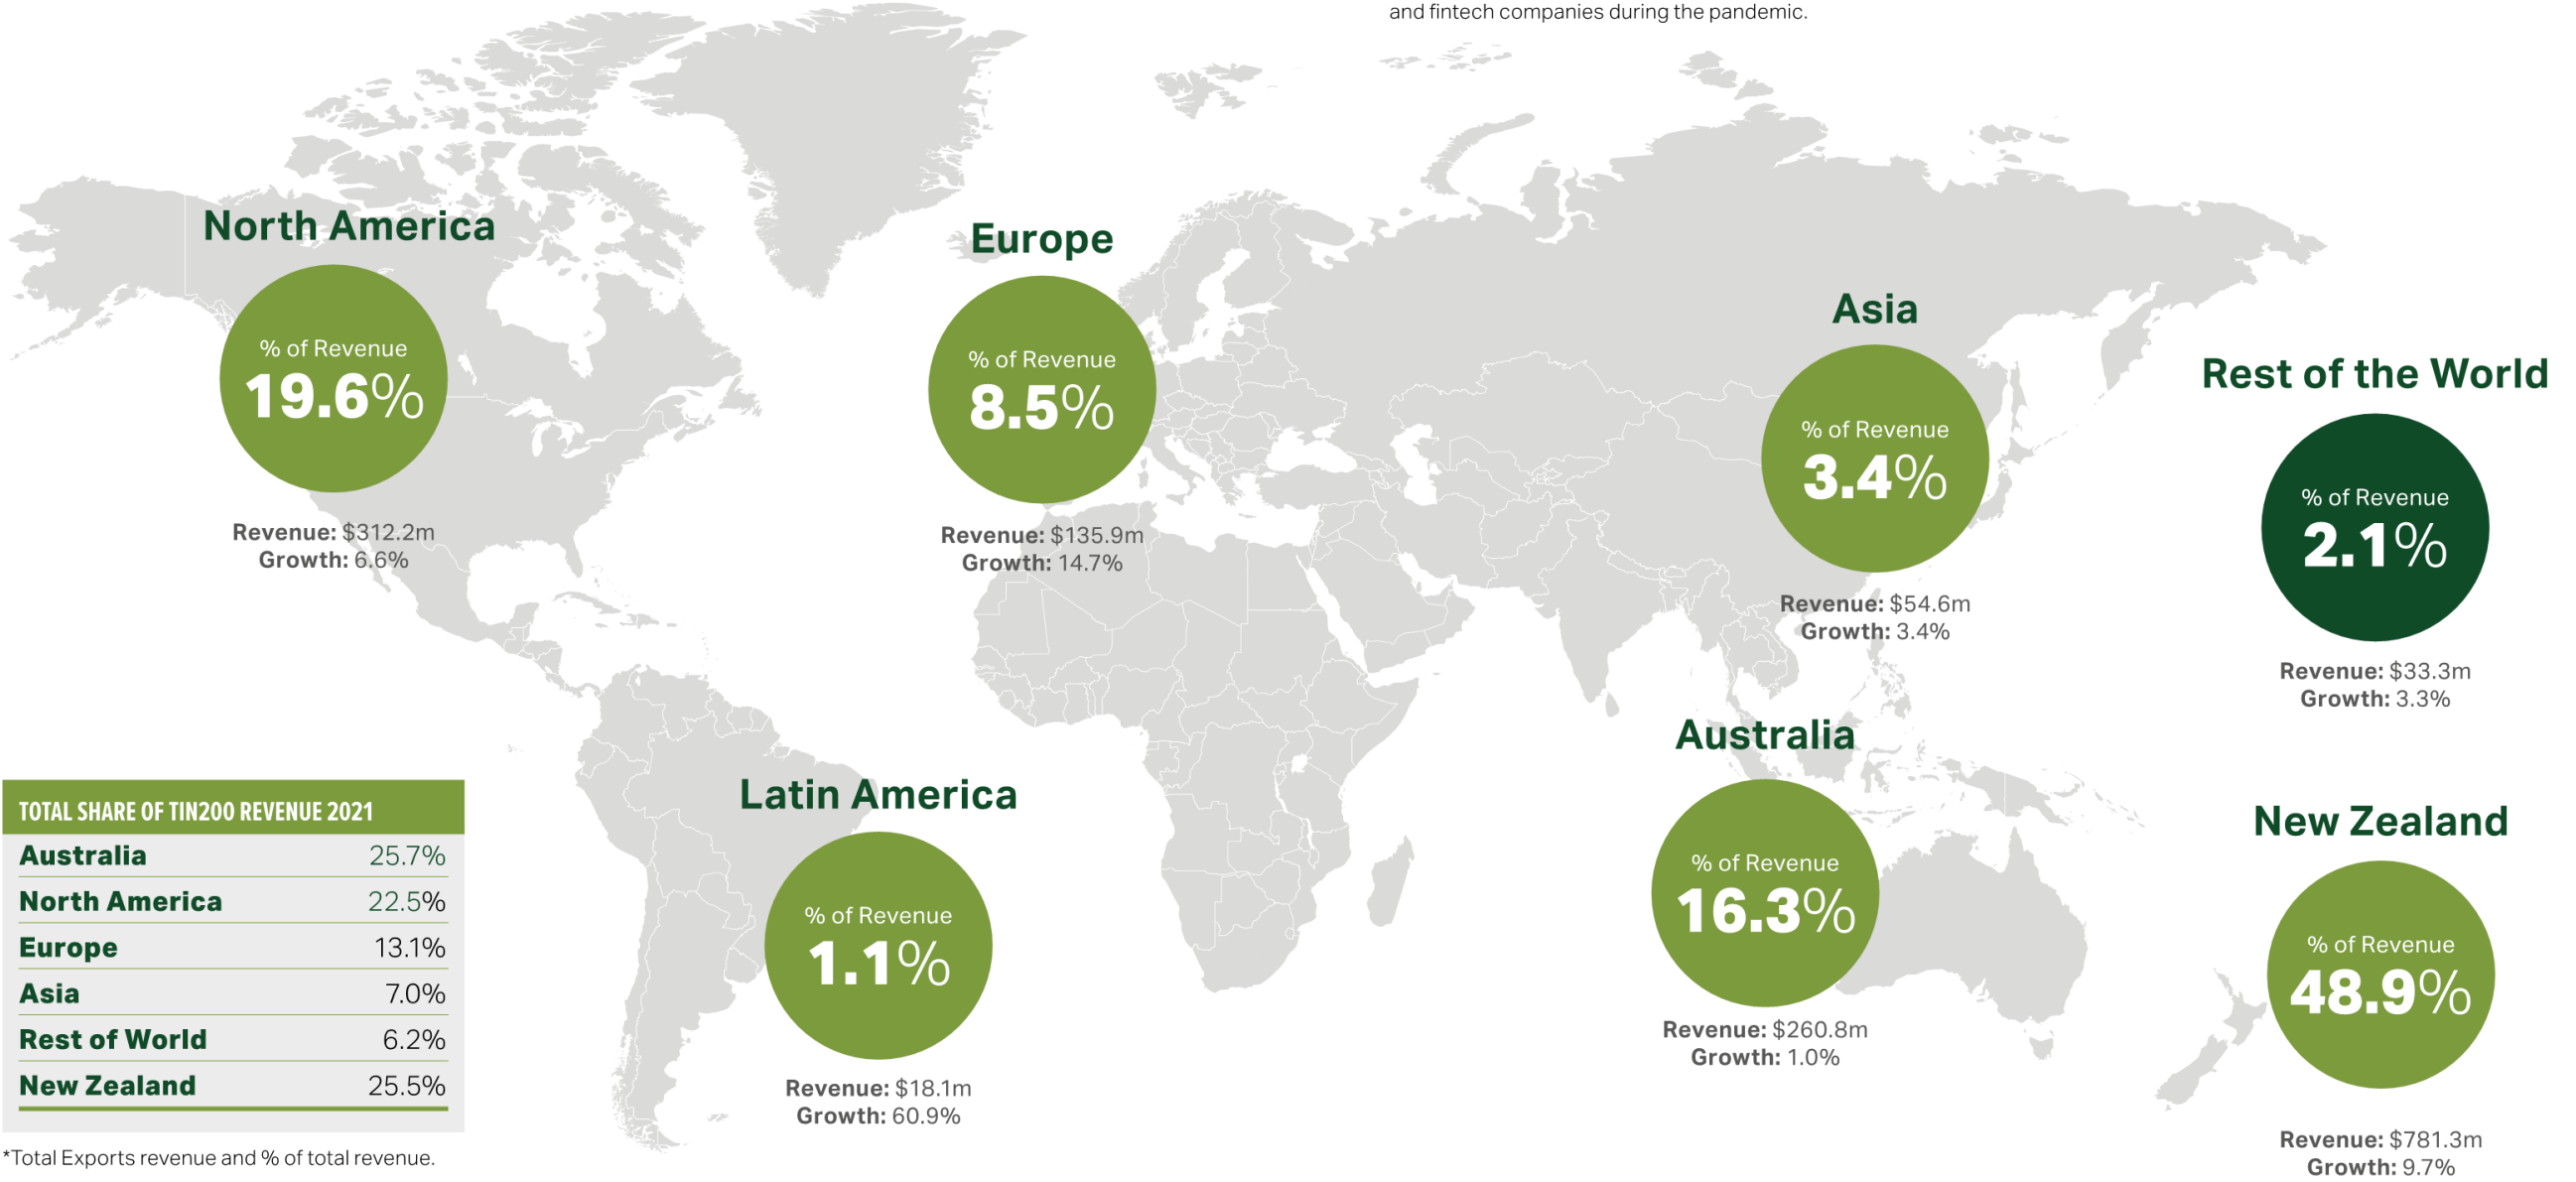 and fintech companies during the pandemic.
North America
% of Revenue
19.6%
Revenue: $312.2m
Growth: 6.6%
Europe
% of Revenue
8.5%
Revenue: $135.9m
Growth: 14.7%
Asia
% of Revenue
3.4%
Revenue: $54.6m
Growth: 3.4%
Rest of the World
% of Revenue
2.1%
Revenue: $33.3m
Growth: 3.3%
Latin America
% of Revenue
1.1%
Revenue: $18.1m
Growth: 60.9%
Australia
% of Revenue
16.3%
Revenue: $260.8m
Growth: 1.0%
New Zealand
% of Revenue
48.9%
Revenue: $781.3m
Growth: 9.7%
TOTAL SHARE OF TIN200 REVENUE 2021
Australia 25.7%
North America 22.5%
Europe 13.1%
Asia 7.0%
Rest of World 6.2%
New Zealand 25.5%
*Total Exports revenue and % of total revenue.